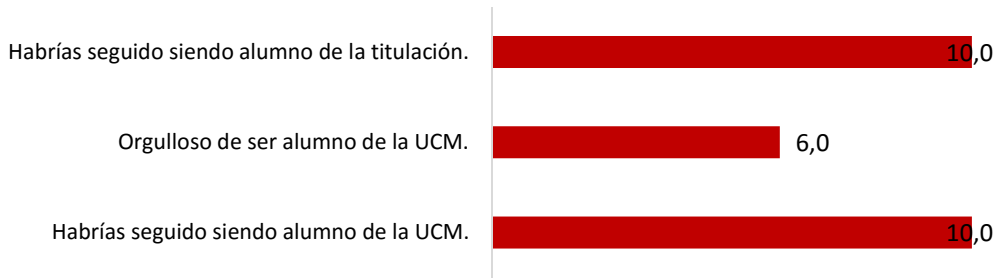 Habrías seguido siendo alumno de la titulación.
10,0
Orgulloso de ser alumno de la UCM.
6,0
Habrías seguido siendo alumno de la UCM.
10,0